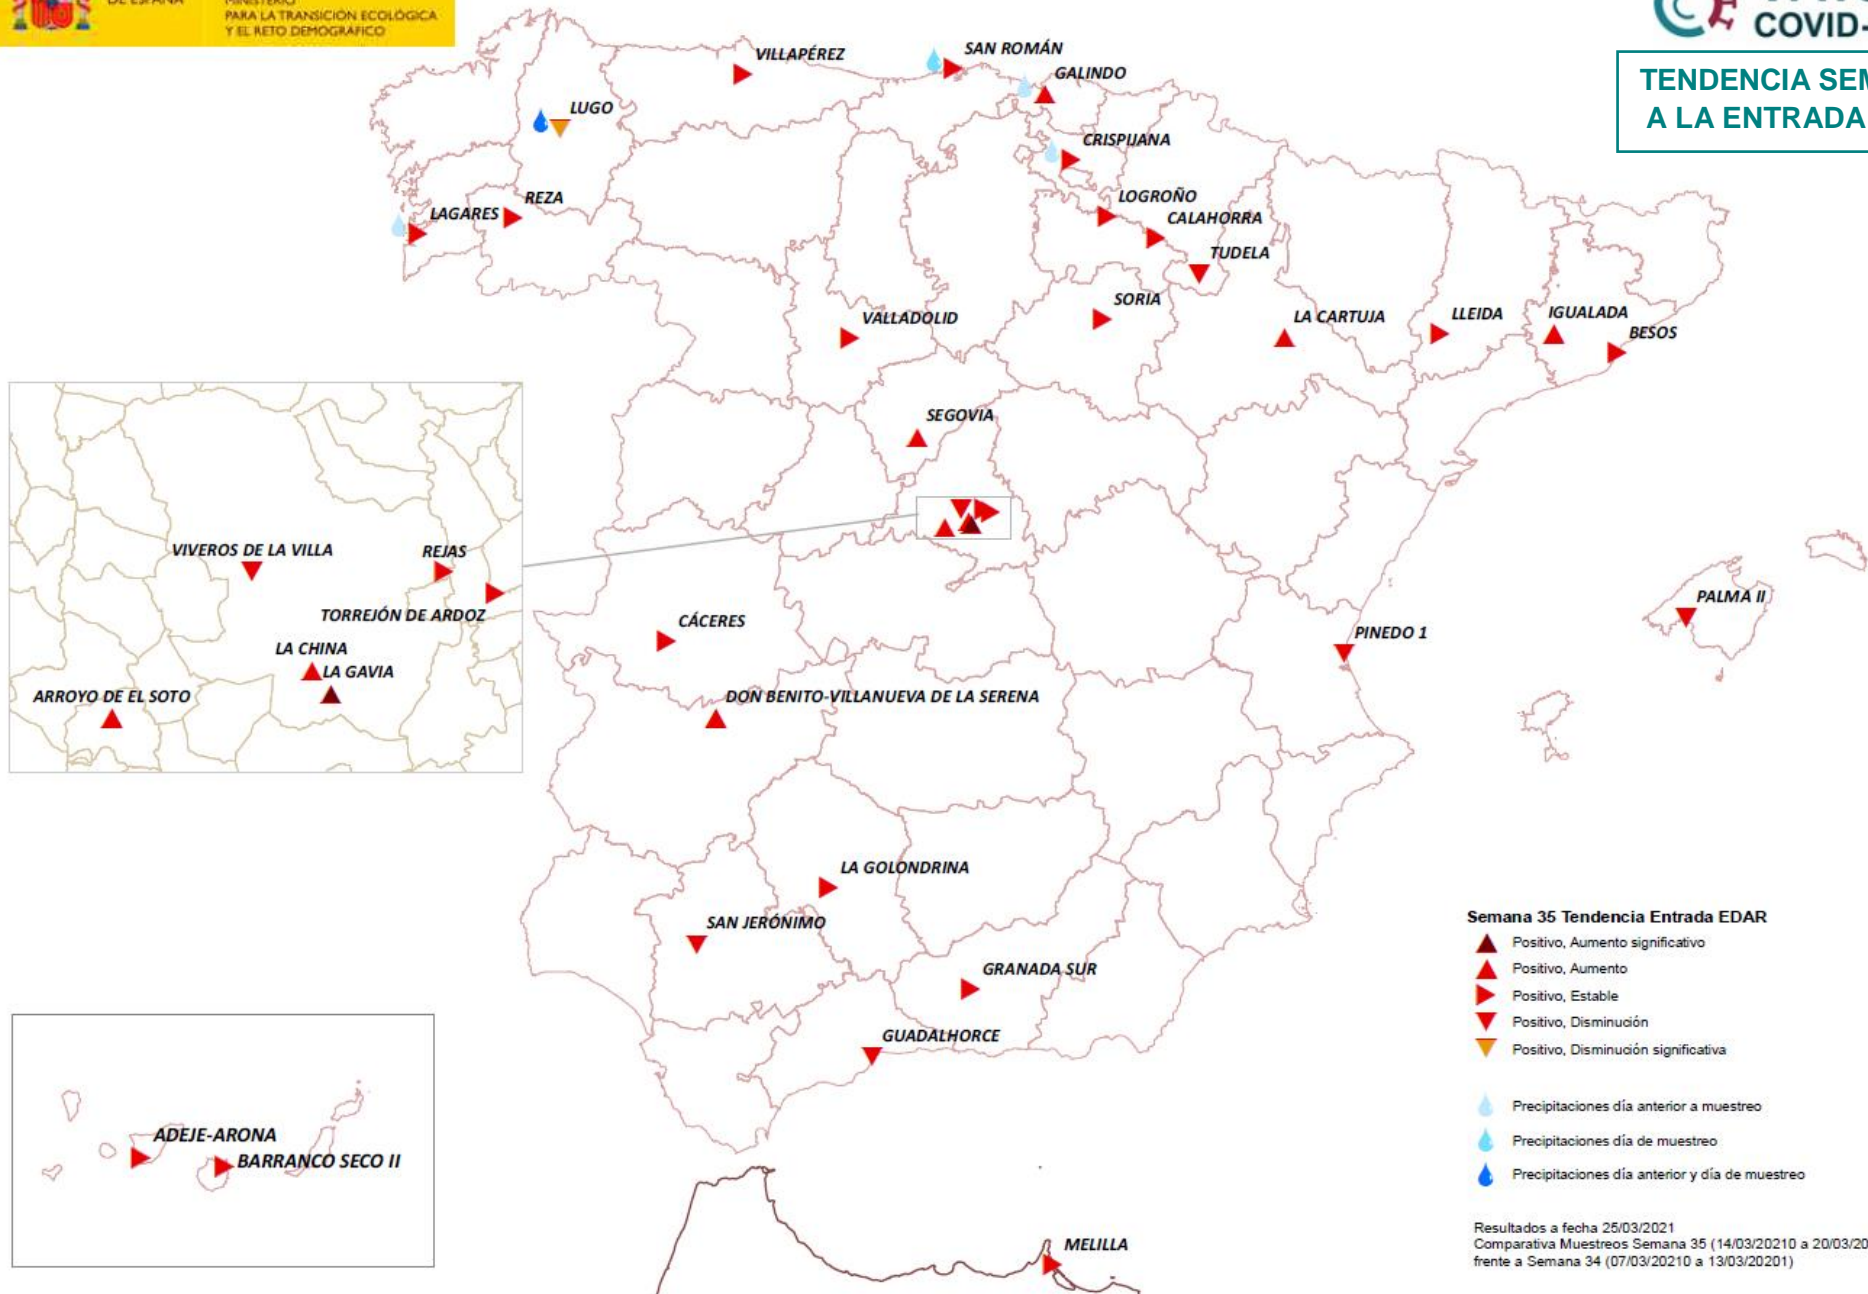 DE ESPAÑA
MINISTERIO
PARA LA TRANSICIÓN ECOLÓGICA
Y EL RETO DEMOGRÁFICO
COVID-
TENDENCIA SEM
A LA ENTRADA
VILLAPÉREZ
SAN ROMÁN
GALINDO
LUGO
CRISPIJANA
REZA
LAGARES
LOGROÑO
CALAHORRA
TUDELA
SORIA
VALLADOLID
LA CARTUJA
LLEIDA
IGUALADA
BESOS
SEGOVIA
VIVEROS DE LA VILLA
REJAS
TORREJÓN DE ARDOZ
LA CHINA
LA GAVIA
ARROYO DE EL SOTO
CÁCERES
PALMA II
PINEDO 1
DON BENITO-VILLANUEVA DE LA SERENA
LA GOLONDRINA
SAN JERÓNIMO
GRANADA SUR
GUADALHORCE
ADEJE-ARONA
BARRANCO SECO II
MELILLA
Semana 35 Tendencia Entrada EDAR
Positivo, Aumento significativo
Positivo, Aumento
Positivo, Estable
Positivo, Disminución
Positivo, Disminución significativa
Precipitaciones día anterior a muestreo
Precipitaciones día de muestreo
Precipitaciones día anterior y día de muestreo
Resultados a fecha 25/03/2021
Comparativa Muestreos Semana 35 (14/03/20210 a 20/03/20
frente a Semana 34 (07/03/20210 a 13/03/20201)